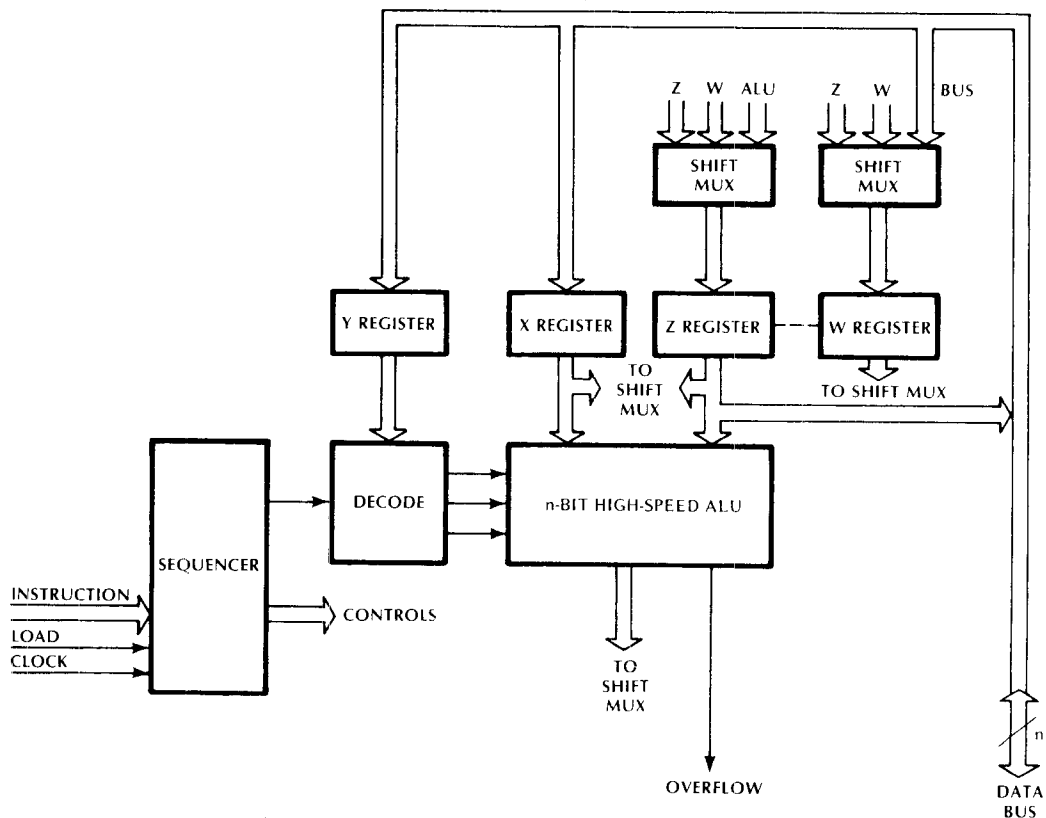 Z W ALU
Z W BUS
SHIFT
MUX
SHIFT
MUX
Y REGISTER
X REGISTER
Z REGISTER
W REGISTER
TO
SHIFT
MUX
TO SHIFT MUX
SEQUENCER
DECODE
n-BIT HIGH-SPEED ALU
INSTRUCTION
LOAD
CLOCK
CONTROLS
TO
SHIFT
MUX
OVERFLOW
n
DATA
BUS